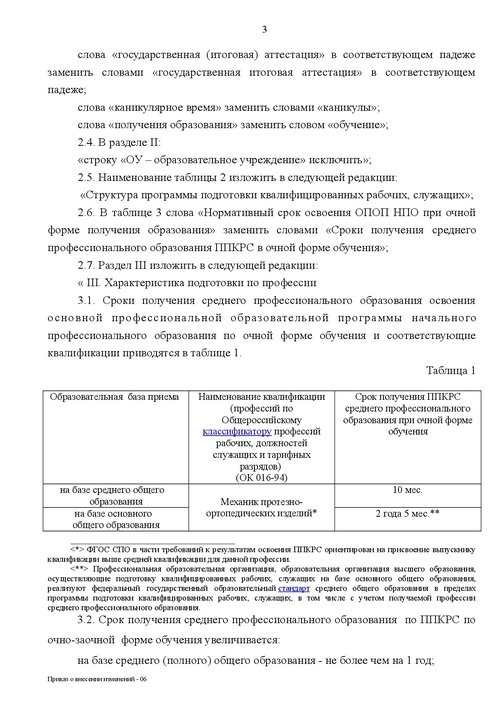 3
слова «государственная (итоговая) аттестация» в соответствующем падеже
заменить словами «государственная итоговая аттестация» в соответствующем
падеже;
слова «каникулярное время» заменить словами «каникулы»;
слова «получения образования» заменить словом «обучение»;
2.4. В разделе II:
«строку «ОУ – образовательное учреждение» исключить»;
2.5. Наименование таблицы 2 изложить в следующей редакции:
«Структура программы подготовки квалифицированных рабочих, служащих»;
2.6. В таблице 3 слова «Нормативный срок освоения ОПОП НПО при очной
форме получения образования» заменить словами «Сроки получения среднего
профессионального образования ППКРС в очной форме обучения»;
2.7. Раздел III изложить в следующей редакции:
« III. Характеристика подготовки по профессии
3.1. Сроки получения среднего профессионального образования освоения
основной профессиональной образовательной программы начального
профессионального образования по очной форме обучения и соответствующие
квалификации приводятся в таблице 1.
Таблица 1
Образовательная база приема
Наименование квалификации
(профессий по
Общероссийскому
классификатору профессий
рабочих, должностей
служащих и тарифных
разрядов)
(ОК 016-94)
Срок получения ППКРС
среднего профессионального
образования при очной форме
обучения
на базе среднего общего
образования
Механик протезно-
ортопедических изделий*
10 мес.
на базе основного
общего образования
2 года 5 мес.**
<*> ФГОС СПО в части требований к результатам освоения ППКРС ориентирован на присвоение выпускнику
квалификации выше средней квалификации для данной профессии.
<**> Профессиональная образовательная организация, образовательная организация высшего образования,
осуществляющие подготовку квалифицированных рабочих, служащих на базе основного общего образования,
реализуют федеральный государственный образовательный стандарт среднего общего образования в пределах
программы подготовки квалифицированных рабочих, служащих, в том числе с учетом получаемой профессии
среднего профессионального образования.
3.2. Срок получения среднего профессионального образования по ППКРС по
очно-заочной форме обучения увеличивается:
на базе среднего (полного) общего образования - не более чем на 1 год;
Приказ о внесении изменений - 06